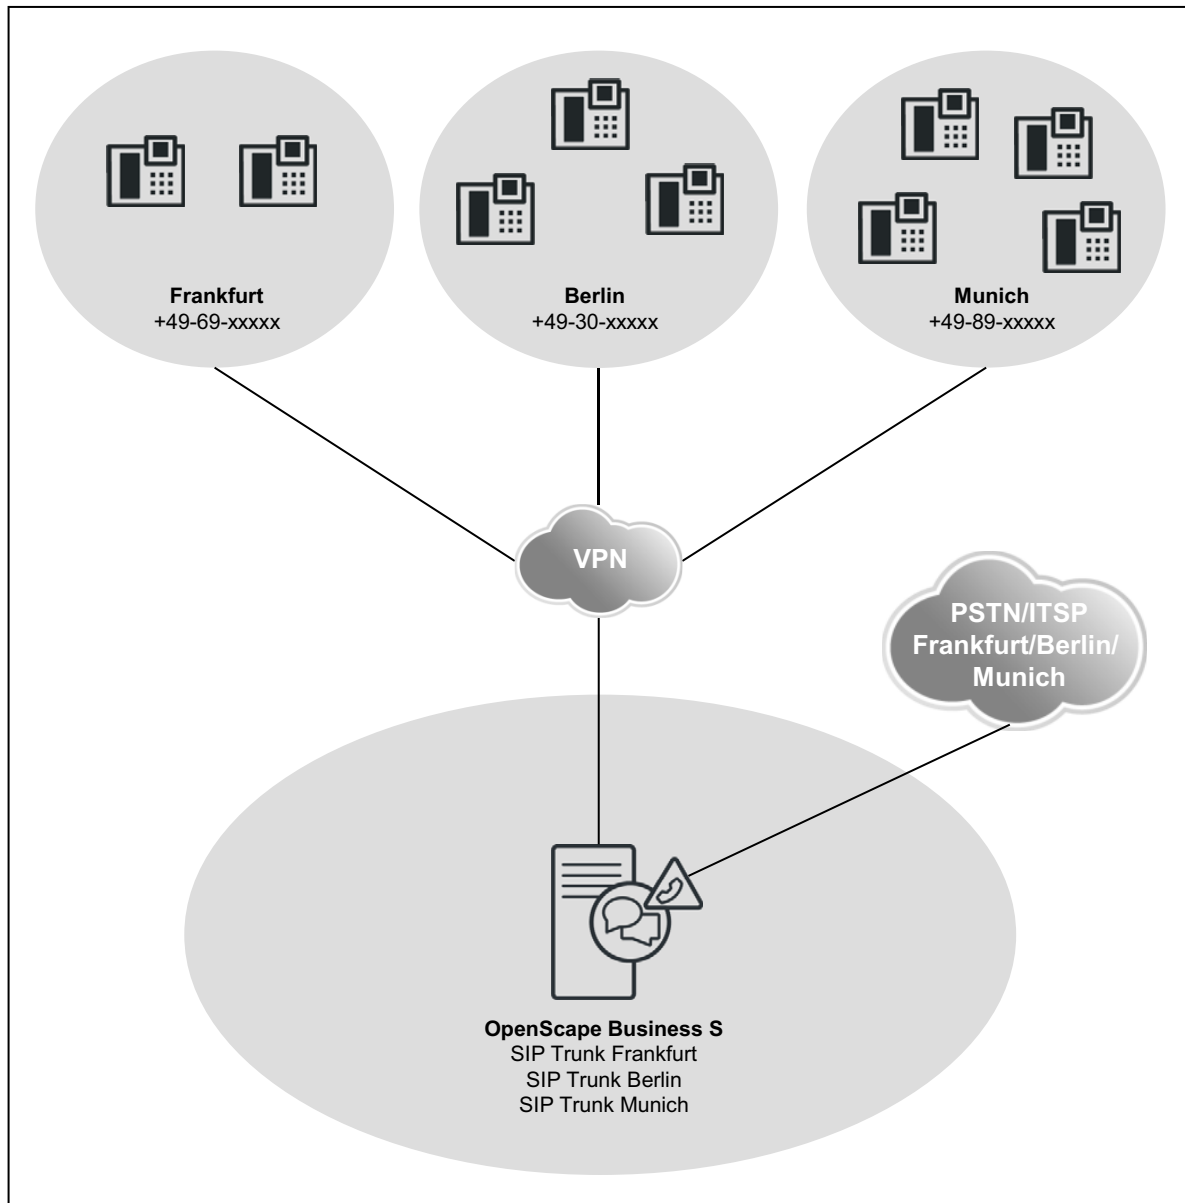 Frankfurt
+49-69-xxxxx
Berlin
+49-30-xxxxx
Munich
+49-89-xxxxx
VPN
PSTN/ITSP
Frankfurt/Berlin/
Munich
OpenScape Business S
SIP Trunk Frankfurt
SIP Trunk Berlin
SIP Trunk Munich